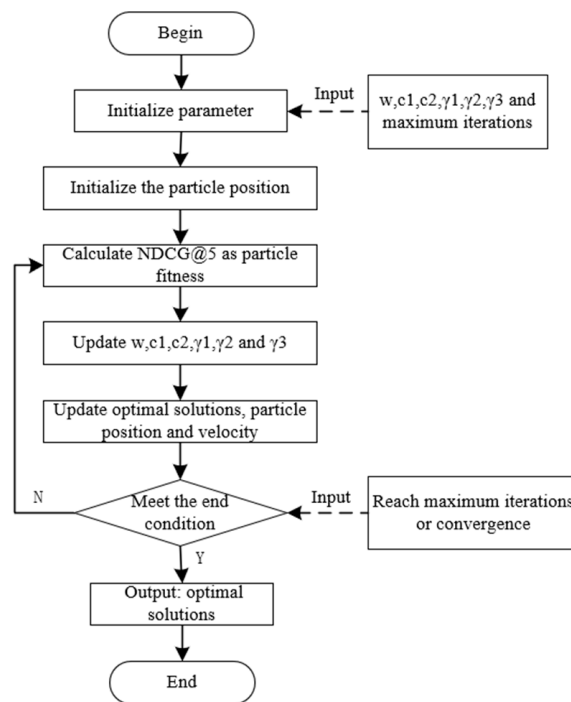 Begin
Input
Initialize parameter
w,c1,c2,γ1,γ2,γ3 and
maximum iterations
Initialize the particle position
Calculate NDCG@5 as particle
fitness
Update w,c1,c2,γ1,γ2 and γ3
Update optimal solutions, particle
position and velocity
N
Meet the end
condition
Input
Reach maximum iterations
or convergence
Y
Output: optimal
solutions
End